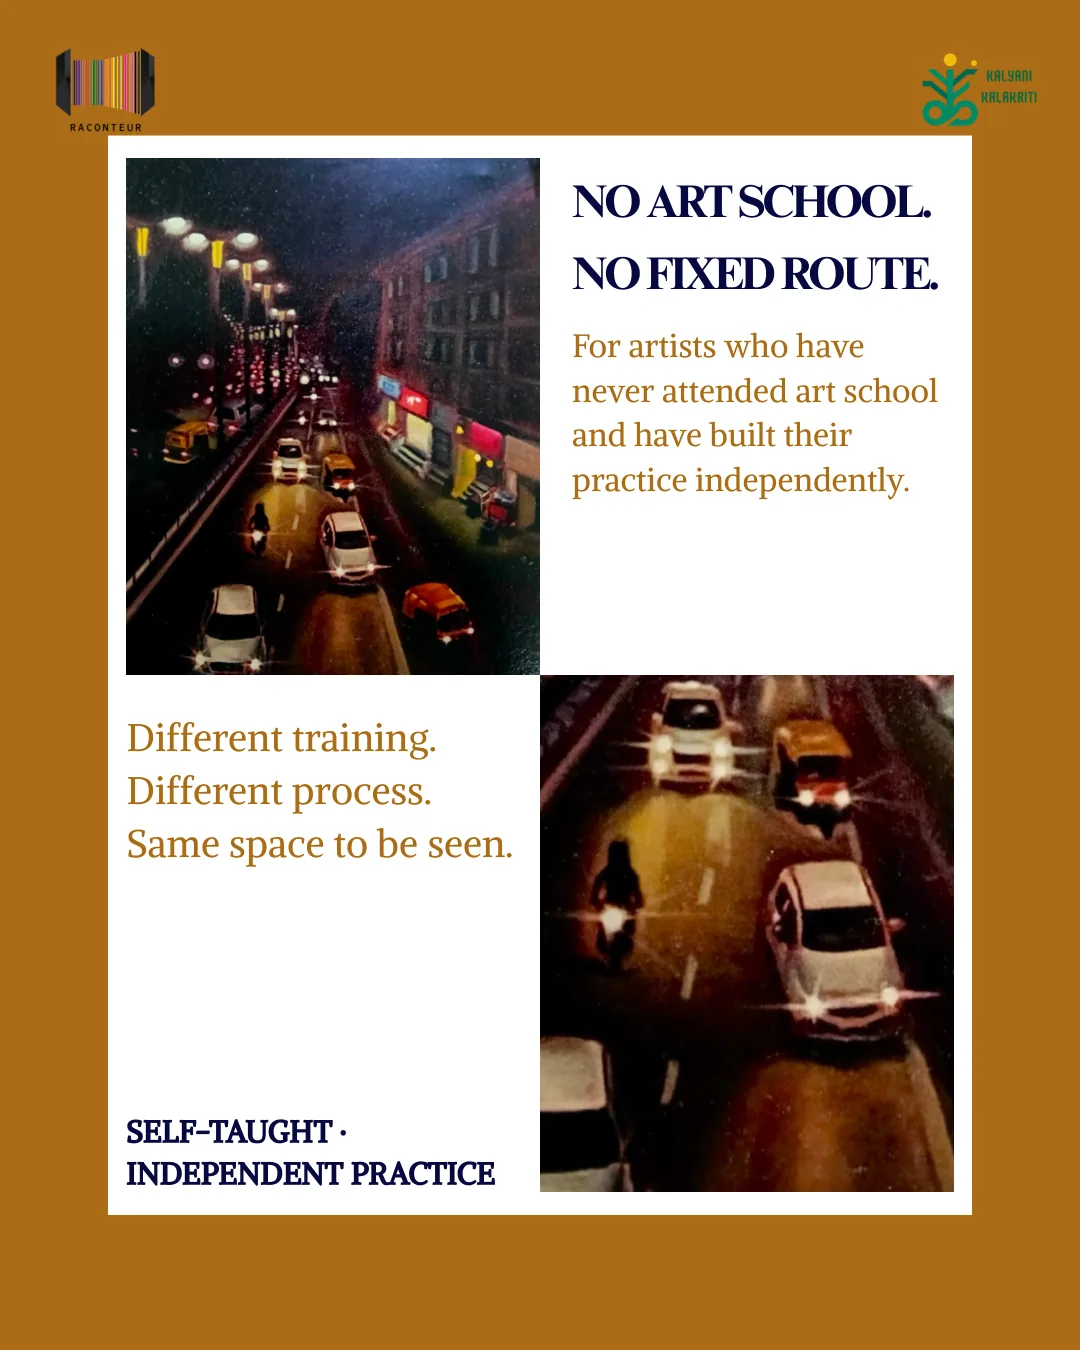 RACONTEUR
KALYANI
KALAKRITI
NO ART SCHOOL.
NO FIXED ROUTE.
For artists who have
never attended art school
and have built their
practice independently.
Different training.
Different process.
Same space to be seen.
SELF-TAUGHT ·
INDEPENDENT PRACTICE